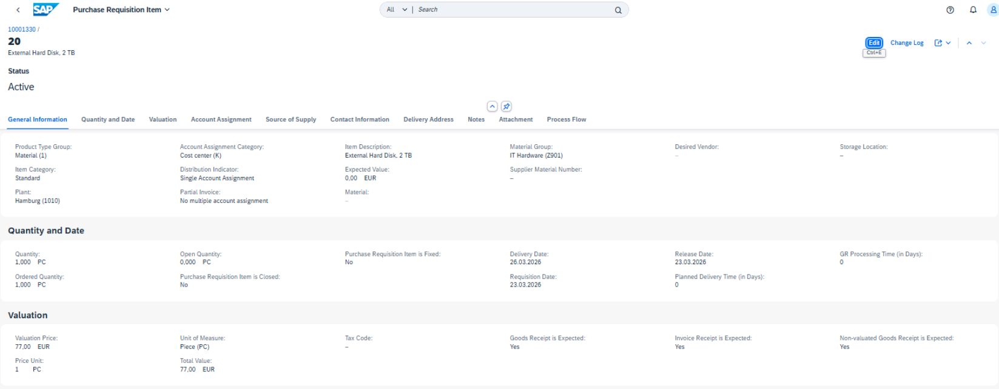 SAP Purchase Requisition Item
All Search
10001330 /
20
External Hard Disk, 2 TB
Edit Change Log
Ctrl+E
Status
Active
General Information Quantity and Date Valuation Account Assignment Source of Supply Contact Information Delivery Address Notes Attachment Process Flow
Product Type Group: Account Assignment Category: Item Description: Material Group: Desired Vendor: Storage Location:
Material (1) Cost center (K) External Hard Disk, 2 TB IT Hardware (Z901) – –
Item Category: Distribution Indicator: Expected Value: Supplier Material Number:
Standard Single Account Assignment 0,00 EUR –
Plant: Partial Invoice: Material:
Hamburg (1010) No multiple account assignment –
Quantity and Date
Quantity: Open Quantity: Purchase Requisition Item is Fixed: Delivery Date: Release Date: GR Processing Time (in Days):
1,000 PC 0,000 PC No 26.03.2026 23.03.2026 0
Ordered Quantity: Purchase Requisition Item is Closed: Requisition Date: Planned Delivery Time (in Days):
1,000 PC No 23.03.2026 0
Valuation
Valuation Price: Unit of Measure: Tax Code: Goods Receipt is Expected: Invoice Receipt is Expected: Non-valuated Goods Receipt is Expected:
77,00 EUR Piece (PC) – Yes Yes Yes
Price Unit: Total Value:
1 PC 77,00 EUR